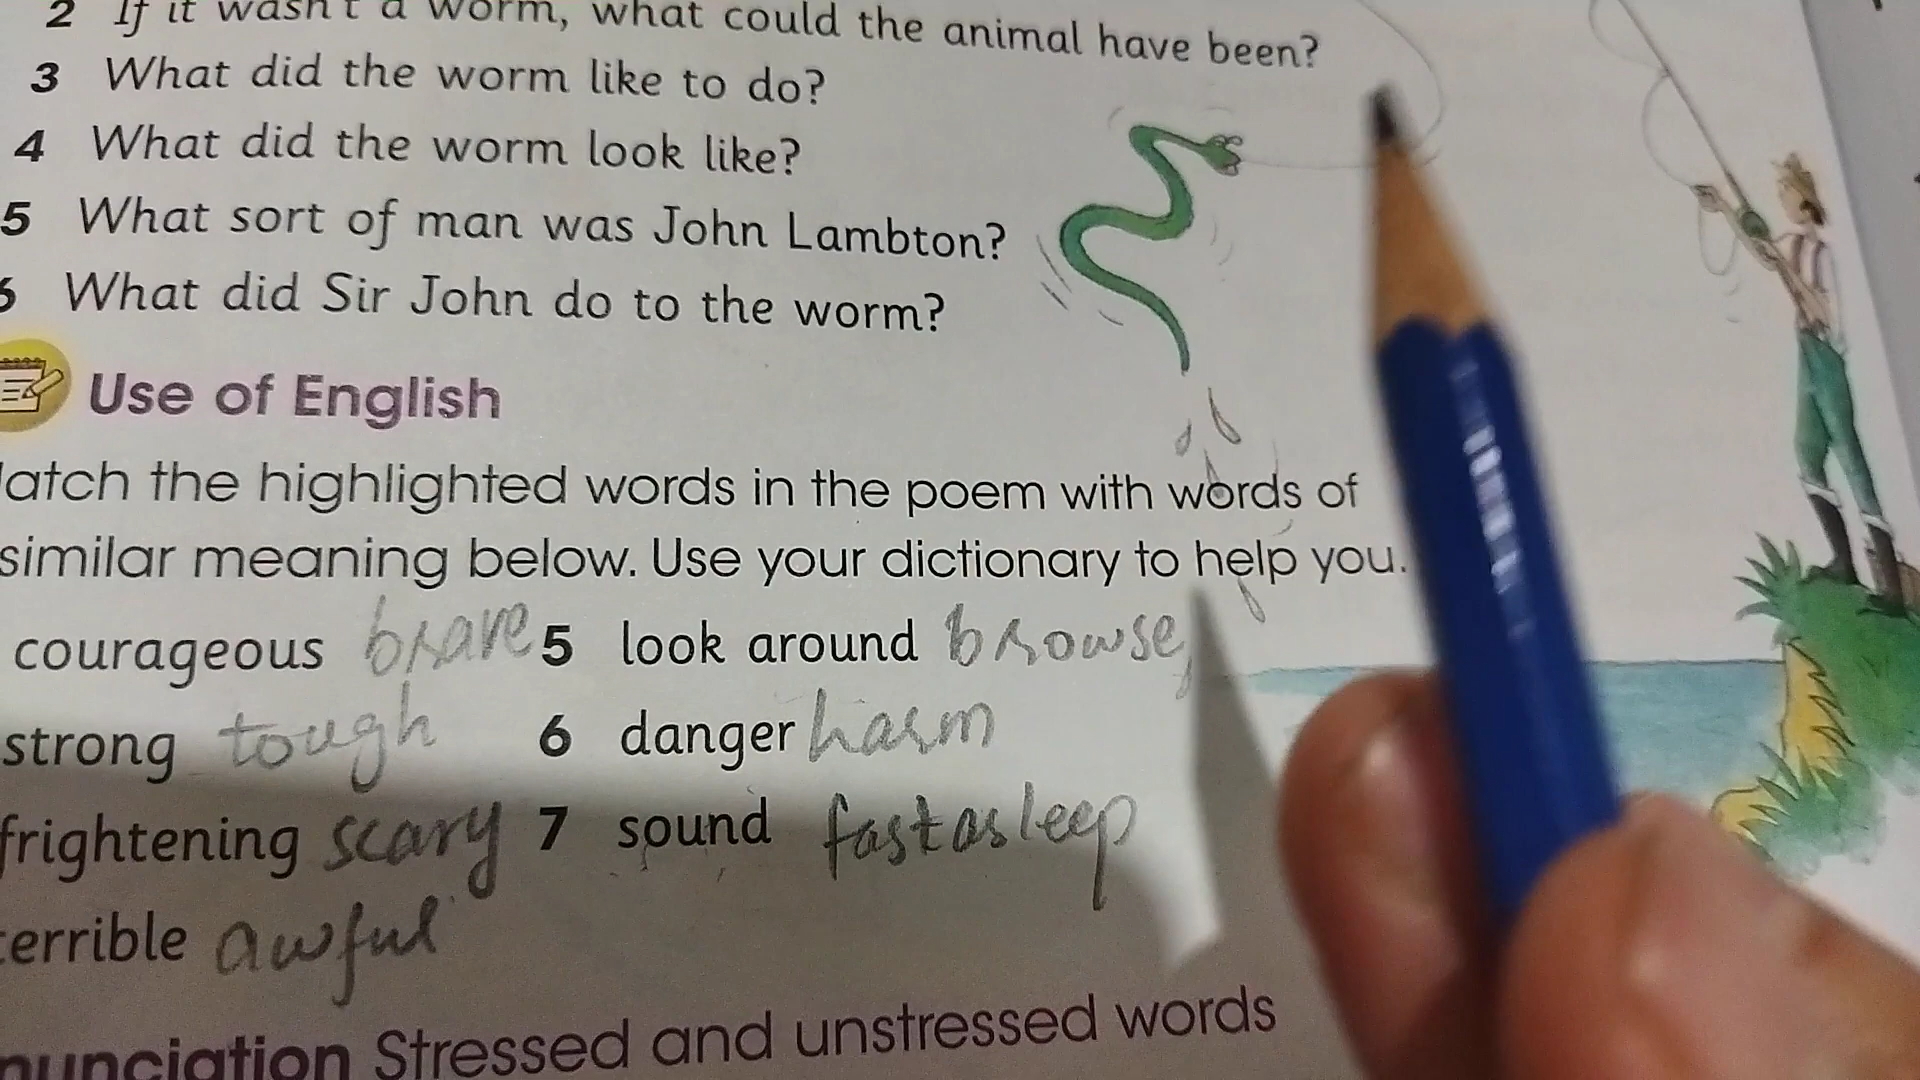 2 If it wasn't a worm, what could the animal have been?
3 What did the worm like to do?
4 What did the worm look like?
5 What sort of man was John Lambton?
6 What did Sir John do to the worm?
Use of English
atch the highlighted words in the poem with words of
similar meaning below. Use your dictionary to help you.
courageous brave 5 look around browse
strong tough 6 danger harm
frightening scary 7 sound fast asleep
errible awful
nunciation Stressed and unstressed words